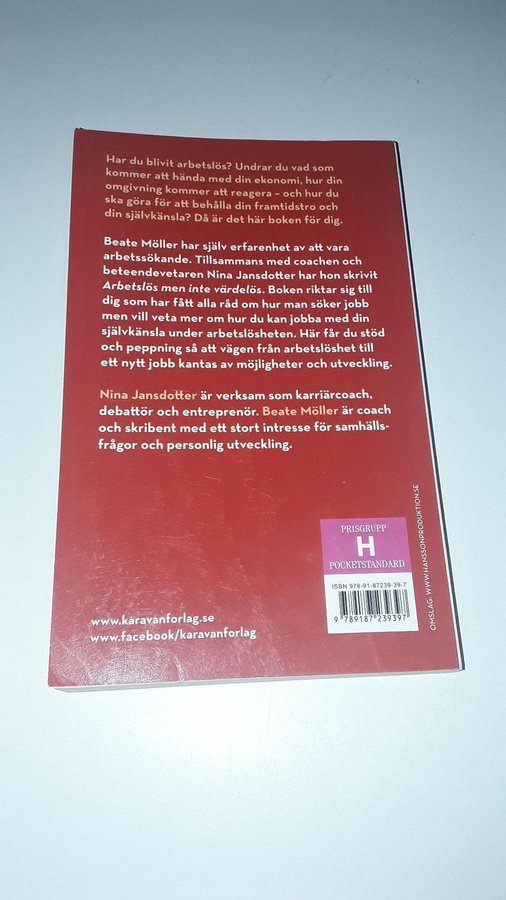 Har du blivit arbetslös? Undrar du vad som
kommer att hända med din ekonomi, hur din
omgivning kommer att reagera – och hur du
ska göra för att behålla din framtidstro och
din självkänsla? Då är det här boken för dig.
Beate Möller har själv erfarenhet av att vara
arbetssökande. Tillsammans med coachen och
beteendevetaren Nina Jansdotter har hon skrivit
Arbetslös men inte värdelös. Boken riktar sig till
dig som har fått alla råd om hur man söker jobb
men vill veta mer om hur du kan jobba med din
självkänsla under arbetslösheten. Här får du stöd
och peppning så att vägen från arbetslöshet till
ett nytt jobb kantas av möjligheter och utveckling.
Nina Jansdotter är verksam som karriärcoach,
debattör och entreprenör. Beate Möller är coach
och skribent med ett stort intresse för samhälls-
frågor och personlig utveckling.
PRISGRUPP
H
POCKETSTANDARD
ISBN 978-91-87239-39-7
9 789187 239397
OMSLAG: WWW.HANSSONPRODUKTION.SE
www.karavanforlag.se
www.facebook/karavanforlag